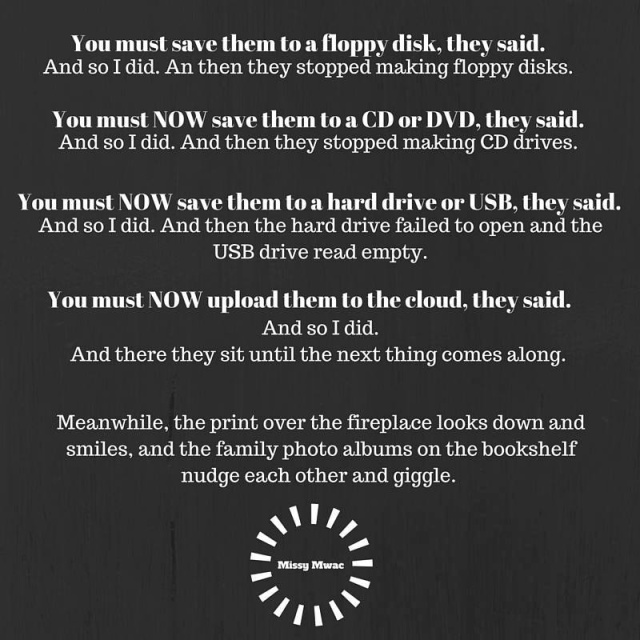 You must save them to a floppy disk, they said.
And so I did. An then they stopped making floppy disks.
You must NOW save them to a CD or DVD, they said.
And so I did. And then they stopped making CD drives.
You must NOW save them to a hard drive or USB, they said.
And so I did. And then the hard drive failed to open and the
USB drive read empty.
You must NOW upload them to the cloud, they said.
And so I did.
And there they sit until the next thing comes along.
Meanwhile, the print over the fireplace looks down and
smiles, and the family photo albums on the bookshelf
nudge each other and giggle.
Missy Mwac